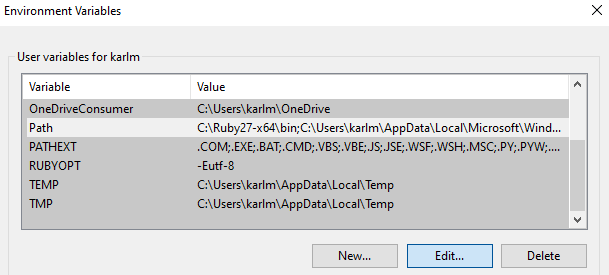 Environment Variables
User variables for karlm
Variable Value
OneDriveConsumer C:\Users\karlm\OneDrive
Path C:\Ruby27-x64\bin;C:\Users\karlm\AppData\Local\Microsoft\Wind...
PATHEXT .COM;.EXE;.BAT;.CMD;.VBS;.VBE;.JS;.JSE;.WSF;.WSH;.MSC;.PY;.PYW;....
RUBYOPT -Eutf-8
TEMP C:\Users\karlm\AppData\Local\Temp
TMP C:\Users\karlm\AppData\Local\Temp
New... Edit... Delete